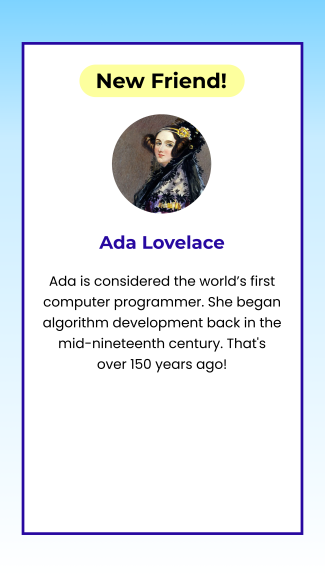 New Friend!
Ada Lovelace
Ada is considered the world’s first
computer programmer. She began
algorithm development back in the
mid-nineteenth century. That's
over 150 years ago!